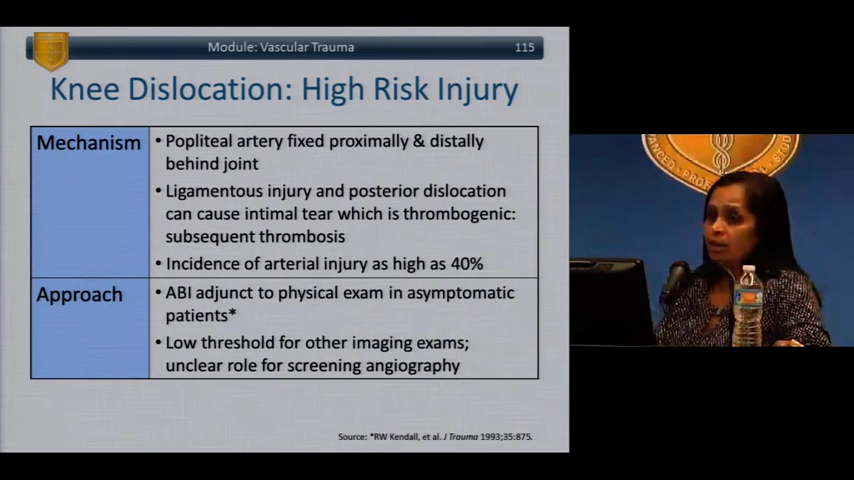 Module: Vascular Trauma
115
Knee Dislocation: High Risk Injury
Mechanism
• Popliteal artery fixed proximally & distally
behind joint
• Ligamentous injury and posterior dislocation
can cause intimal tear which is thrombogenic:
subsequent thrombosis
• Incidence of arterial injury as high as 40%
Approach
• ABI adjunct to physical exam in asymptomatic
patients*
• Low threshold for other imaging exams;
unclear role for screening angiography
Source: *RW Kendall, et al. J Trauma 1993;35:875.